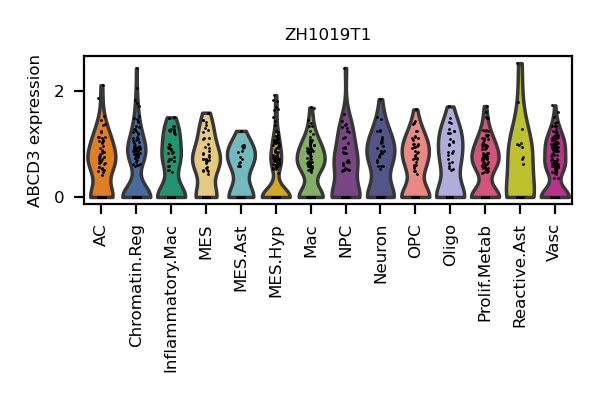 ZH1019T1
ABCD3 expression
2
0
AC
Chromatin.Reg
Inflammatory.Mac
MES
MES.Ast
MES.Hyp
Mac
NPC
Neuron
OPC
Oligo
Prolif.Metab
Reactive.Ast
Vasc